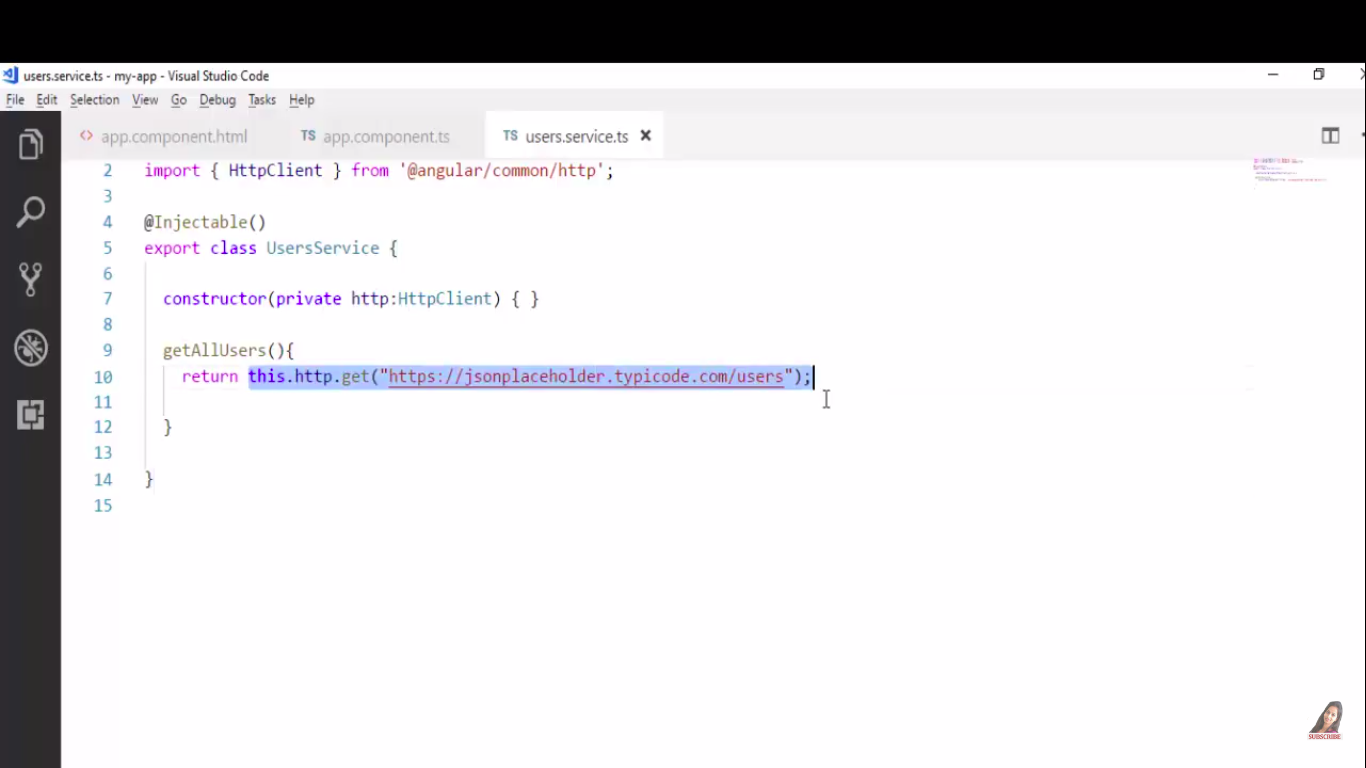 users.service.ts - my-app - Visual Studio Code
File Edit Selection View Go Debug Tasks Help
<> app.component.html TS app.component.ts TS users.service.ts ×
2 import { HttpClient } from '@angular/common/http';
3
4 @Injectable()
5 export class UsersService {
6
7 constructor(private http:HttpClient) { }
8
9 getAllUsers(){
10 return this.http.get("https://jsonplaceholder.typicode.com/users");
11
12 }
13
14 }
15
SUBSCRIBE